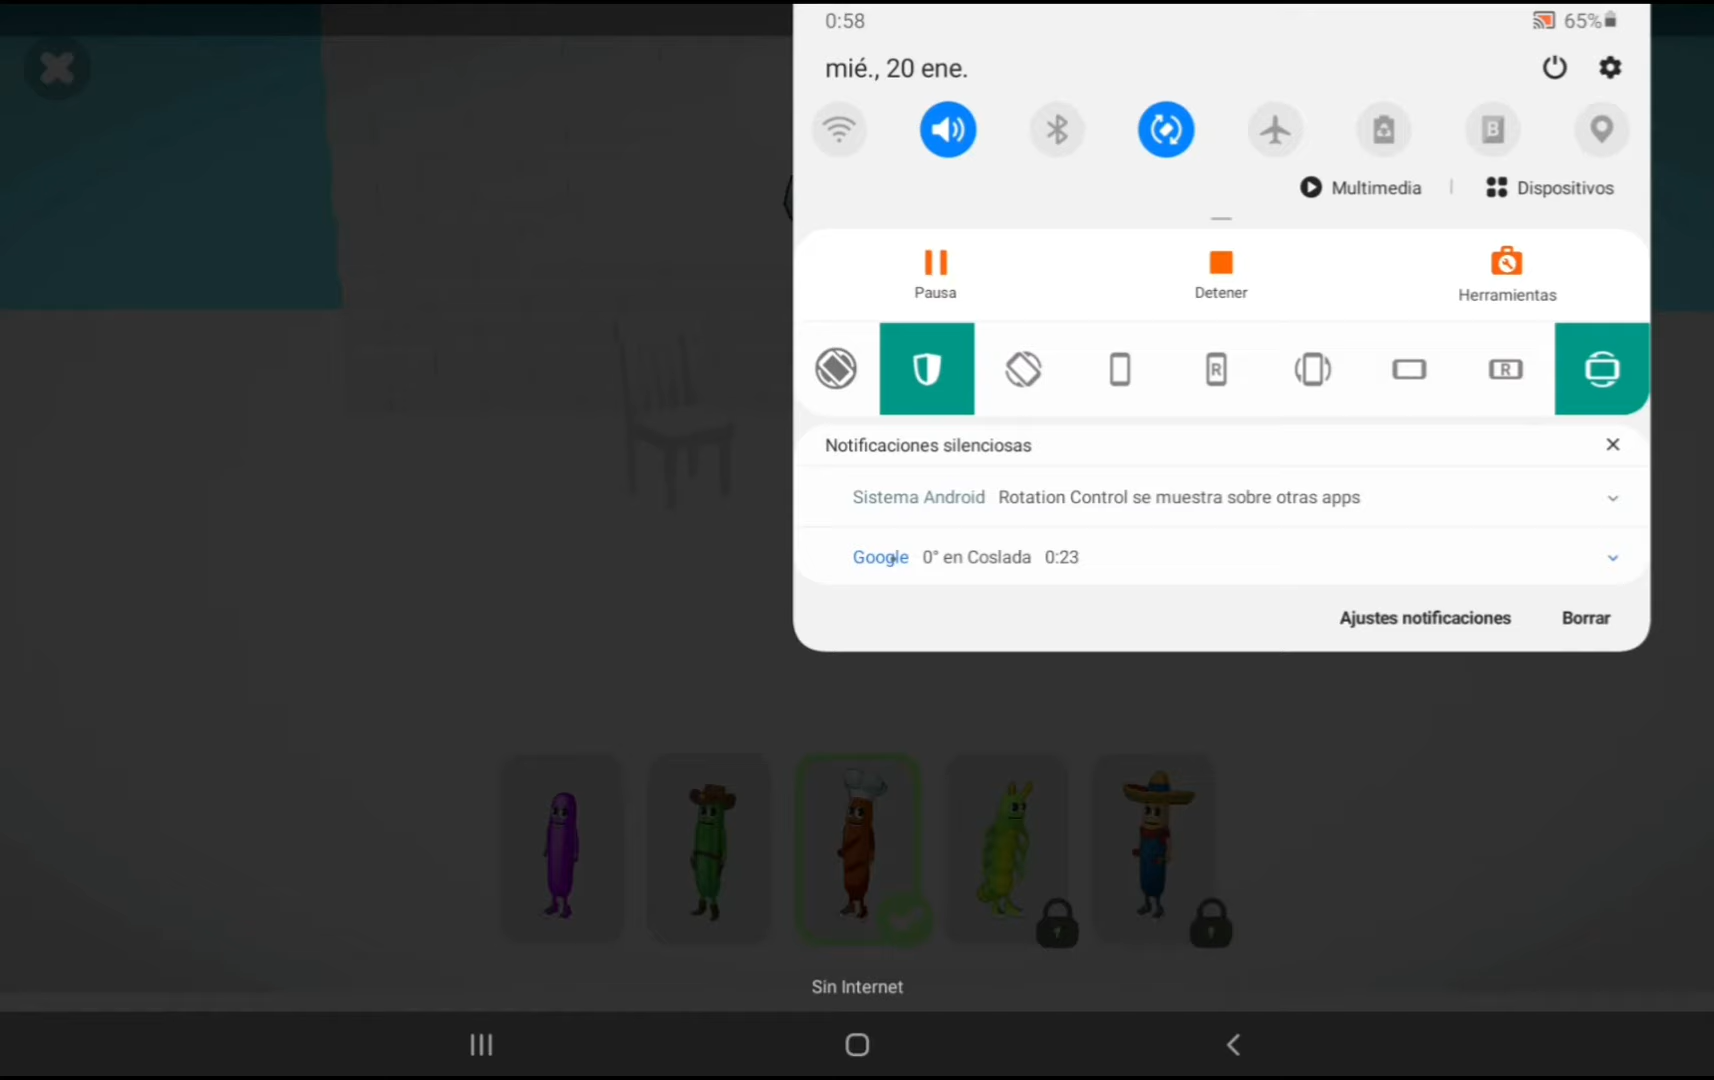 0:58
65%
mié., 20 ene.
B
Multimedia | Dispositivos
Pausa
Detener
Herramientas
R
R
Notificaciones silenciosas
Sistema Android Rotation Control se muestra sobre otras apps
Google 0° en Coslada 0:23
Ajustes notificaciones
Borrar
Sin Internet